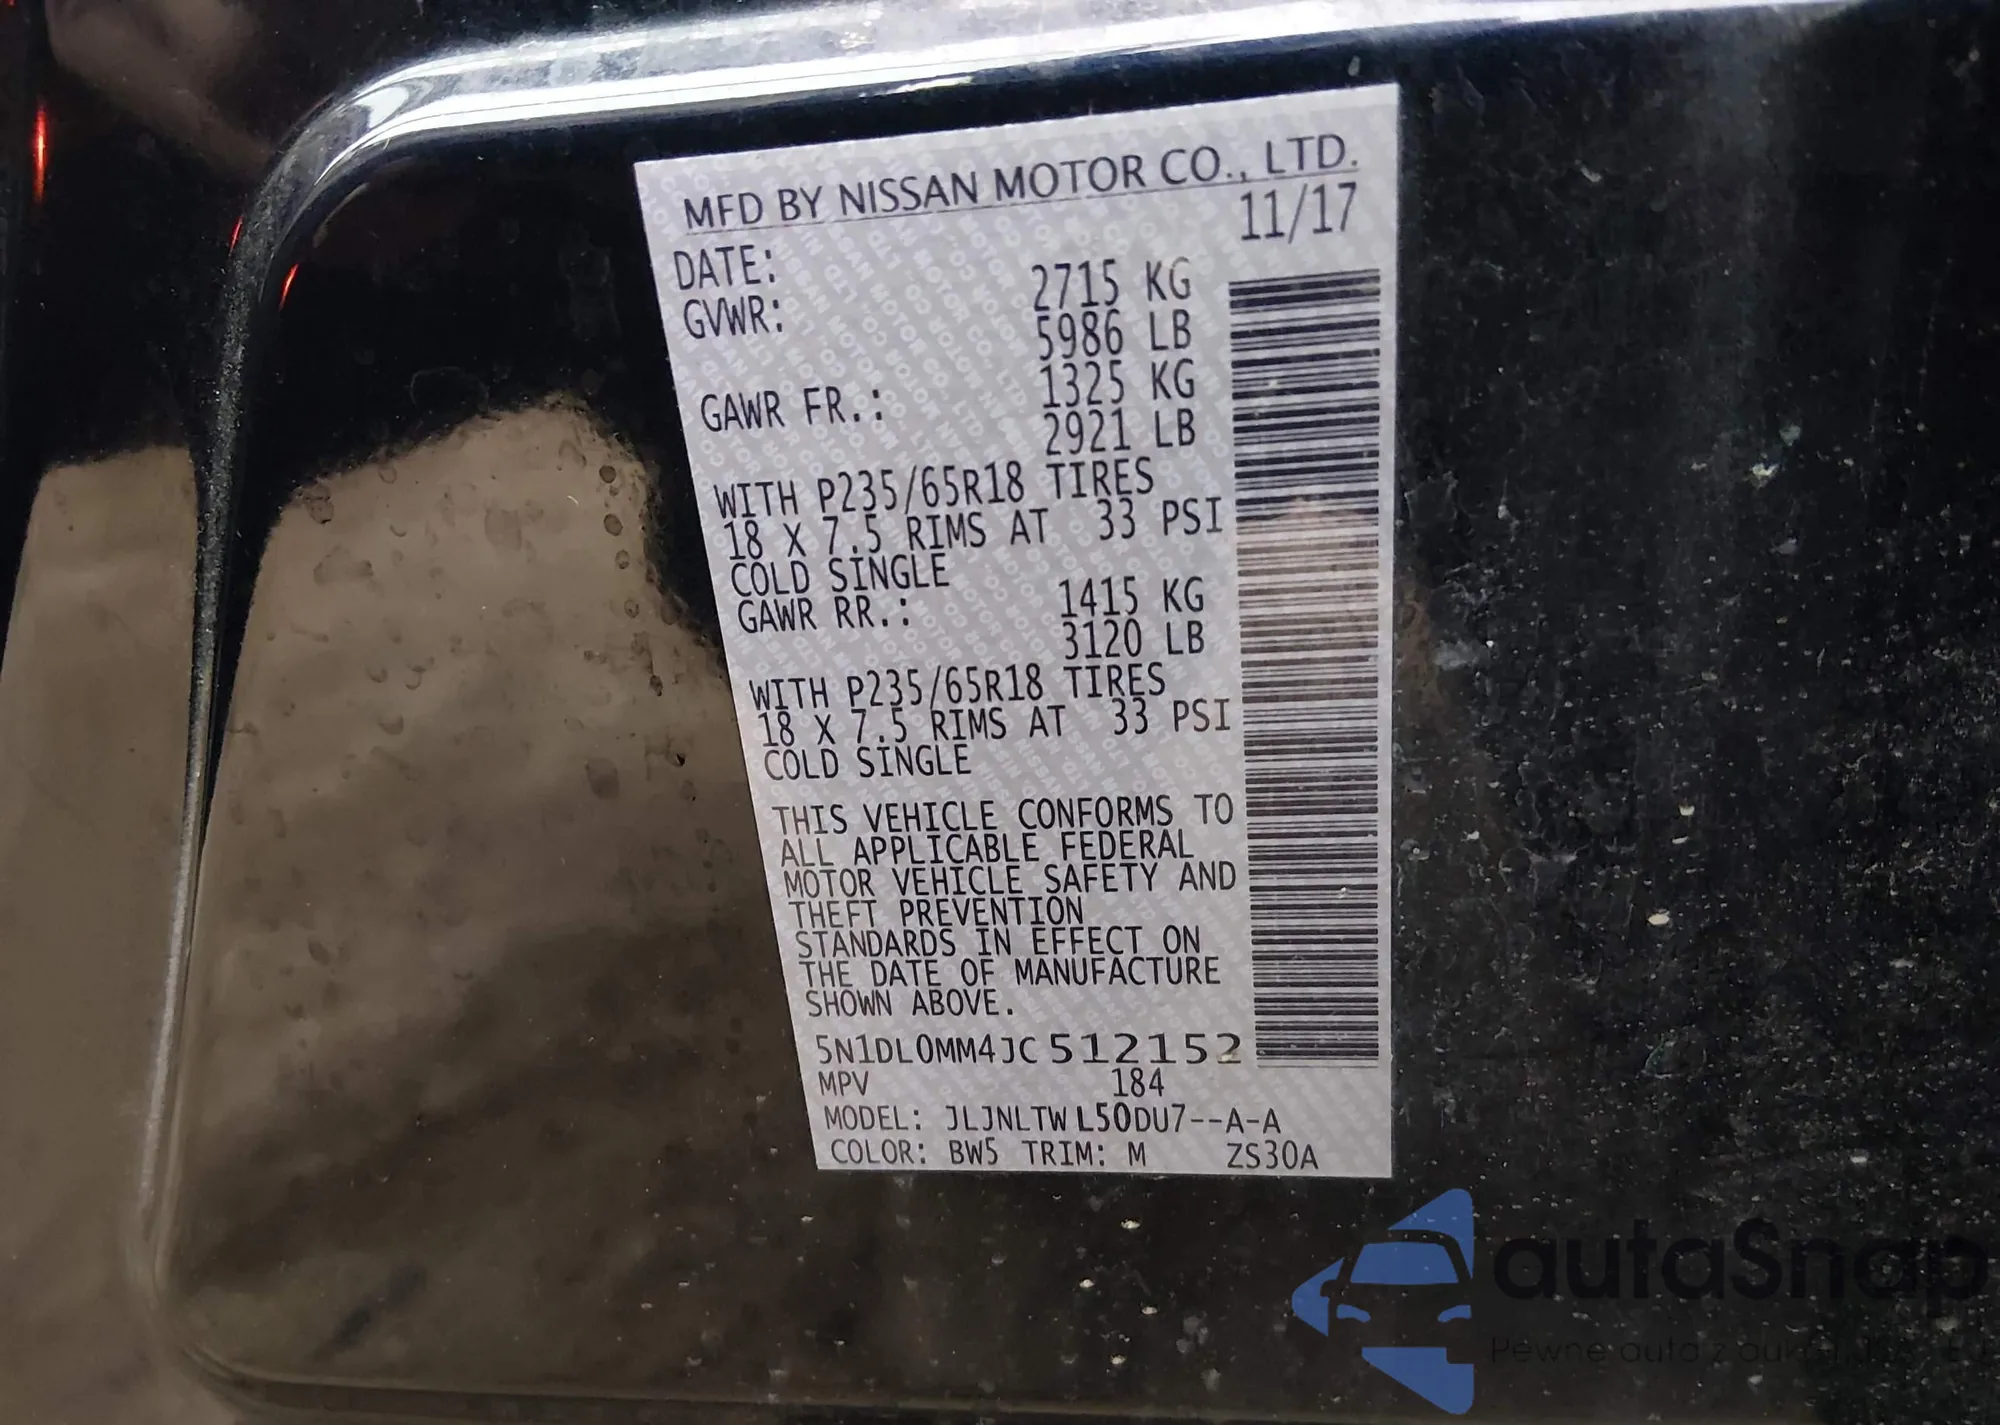 MFD BY NISSAN MOTOR CO., LTD.
DATE: 11/17
GVWR: 2715 KG
5986 LB
GAWR FR.: 1325 KG
2921 LB
WITH P235/65R18 TIRES
18 X 7.5 RIMS AT 33 PSI
COLD SINGLE
GAWR RR.: 1415 KG
3120 LB
WITH P235/65R18 TIRES
18 X 7.5 RIMS AT 33 PSI
COLD SINGLE
THIS VEHICLE CONFORMS TO
ALL APPLICABLE FEDERAL
MOTOR VEHICLE SAFETY AND
THEFT PREVENTION
STANDARDS IN EFFECT ON
THE DATE OF MANUFACTURE
SHOWN ABOVE.
5N1DL0MM4JC512152
MPV 184
MODEL: JLJNLTWL50DU7--A-A
COLOR: BW5 TRIM: M ZS30A
autaSnap
Pewne auta z